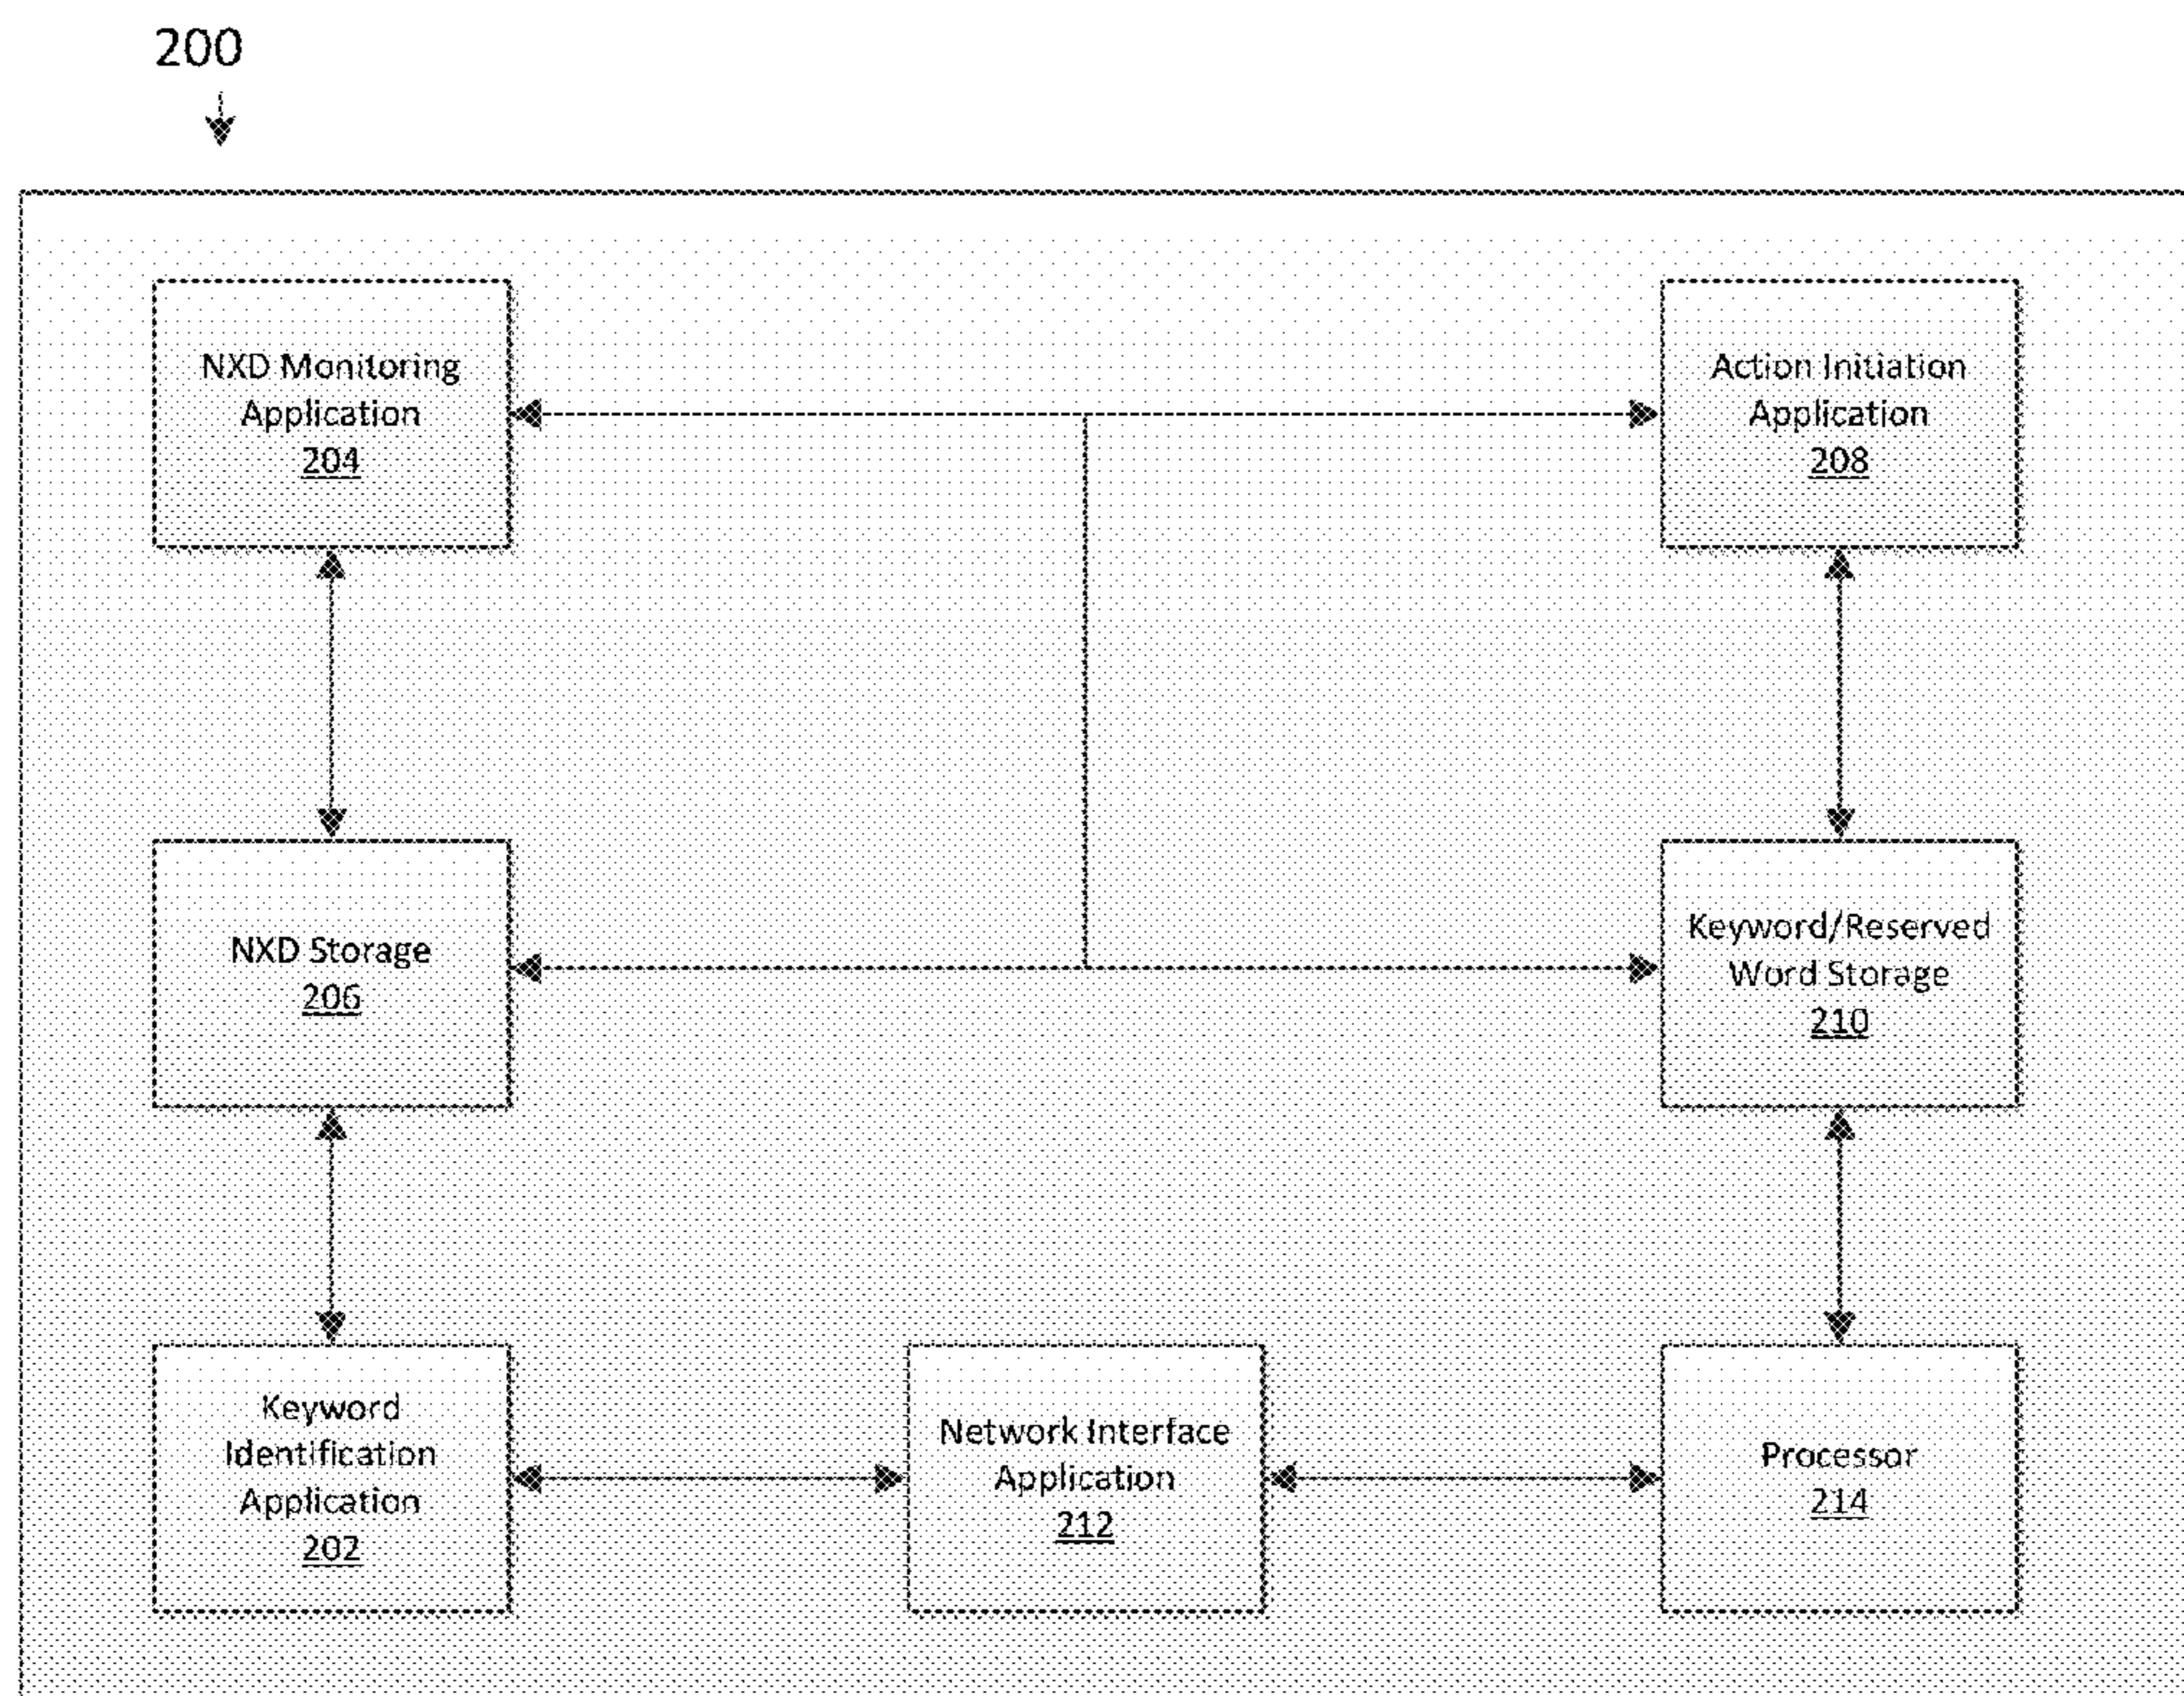 200
NXD Monitoring
Application
204
Action Initiation
Application
208
NXD Storage
206
Keyword/Reserved
Word Storage
210
Keyword
Identification
Application
202
Network Interface
Application
212
Processor
214